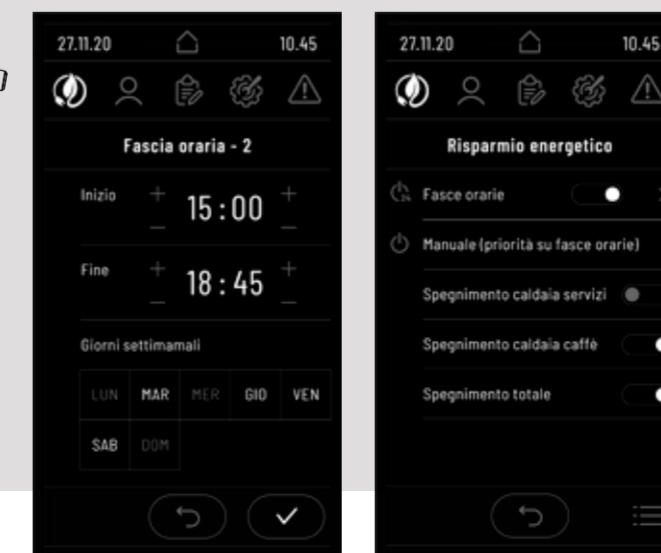 27.11.20 10.45
Fascia oraria - 2
Inizio + 15:00 +
_ _
Fine + 18:45 +
_ _
Giorni settimamali
LUN MAR MER GIO VEN
SAB DOM
27.11.20 10.45
Risparmio energetico
Fasce orarie
Manuale (priorità su fasce orarie)
Spegnimento caldaia servizi
Spegnimento caldaia caffè
Spegnimento totale